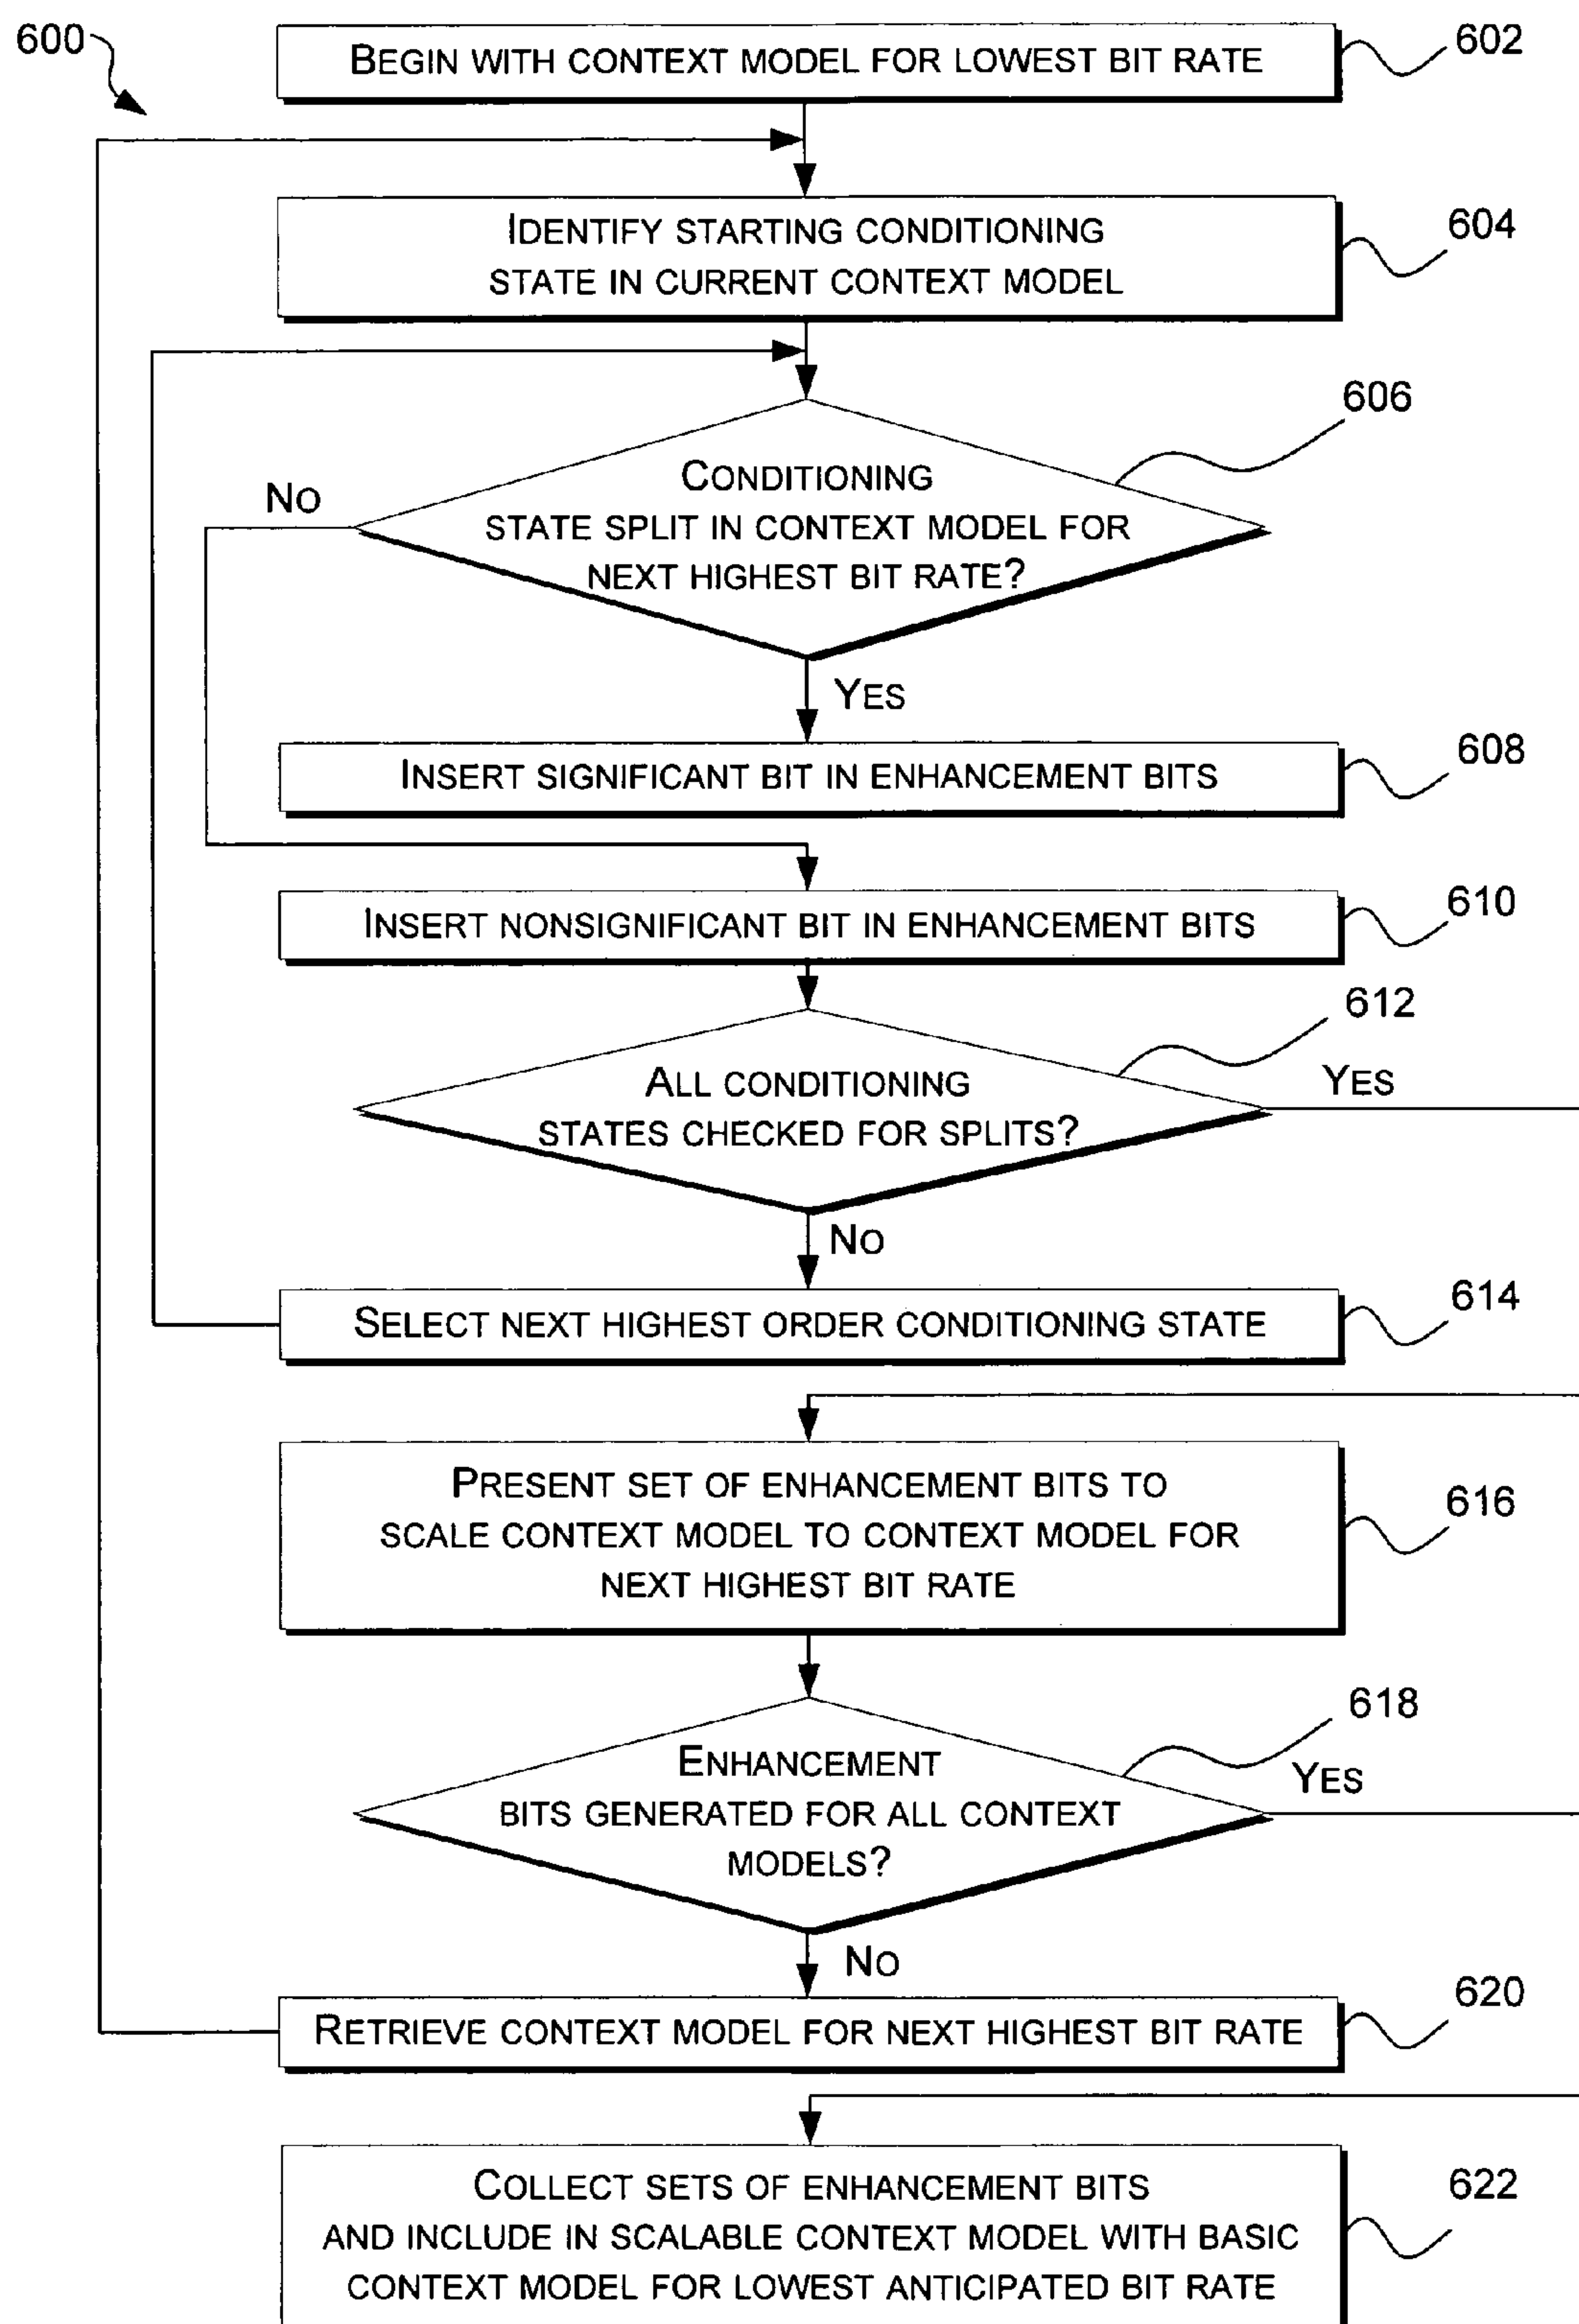 600
BEGIN WITH CONTEXT MODEL FOR LOWEST BIT RATE
602
IDENTIFY STARTING CONDITIONING
STATE IN CURRENT CONTEXT MODEL
604
606
CONDITIONING
STATE SPLIT IN CONTEXT MODEL FOR
NEXT HIGHEST BIT RATE?
NO
YES
INSERT SIGNIFICANT BIT IN ENHANCEMENT BITS
608
INSERT NONSIGNIFICANT BIT IN ENHANCEMENT BITS
610
612
ALL CONDITIONING
STATES CHECKED FOR SPLITS?
YES
NO
SELECT NEXT HIGHEST ORDER CONDITIONING STATE
614
PRESENT SET OF ENHANCEMENT BITS TO
SCALE CONTEXT MODEL TO CONTEXT MODEL FOR
NEXT HIGHEST BIT RATE
616
618
ENHANCEMENT
BITS GENERATED FOR ALL CONTEXT
MODELS?
YES
NO
RETRIEVE CONTEXT MODEL FOR NEXT HIGHEST BIT RATE
620
COLLECT SETS OF ENHANCEMENT BITS
AND INCLUDE IN SCALABLE CONTEXT MODEL WITH BASIC
CONTEXT MODEL FOR LOWEST ANTICIPATED BIT RATE
622